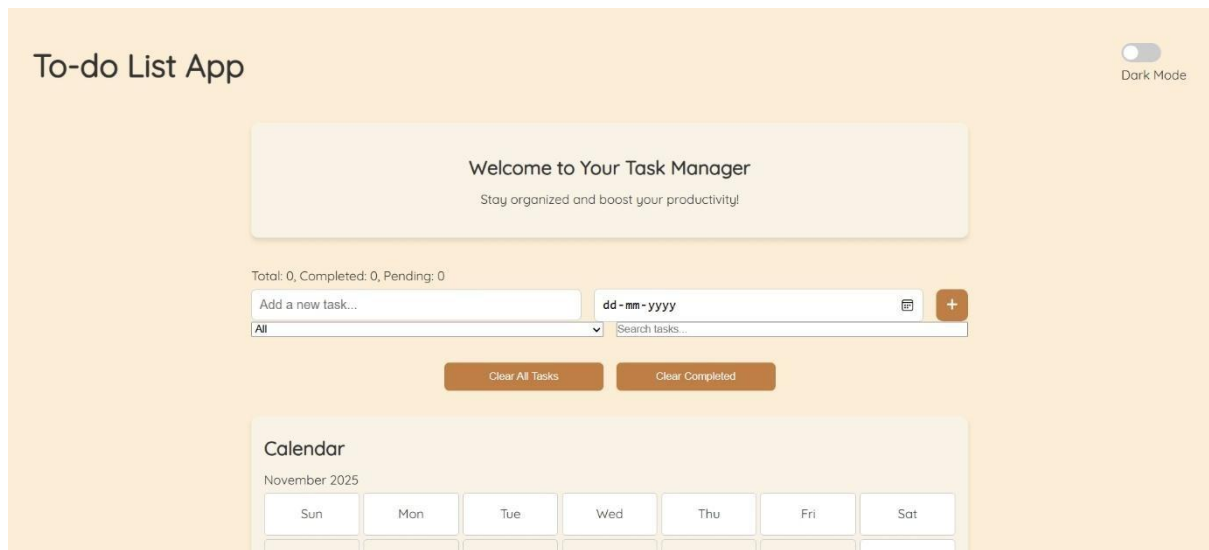 To-do List App
Dark Mode
Welcome to Your Task Manager
Stay organized and boost your productivity!
Total: 0, Completed: 0, Pending: 0
Add a new task... dd-mm-yyyy +
All Search tasks...
Clear All Tasks Clear Completed
Calendar
November 2025
Sun Mon Tue Wed Thu Fri Sat